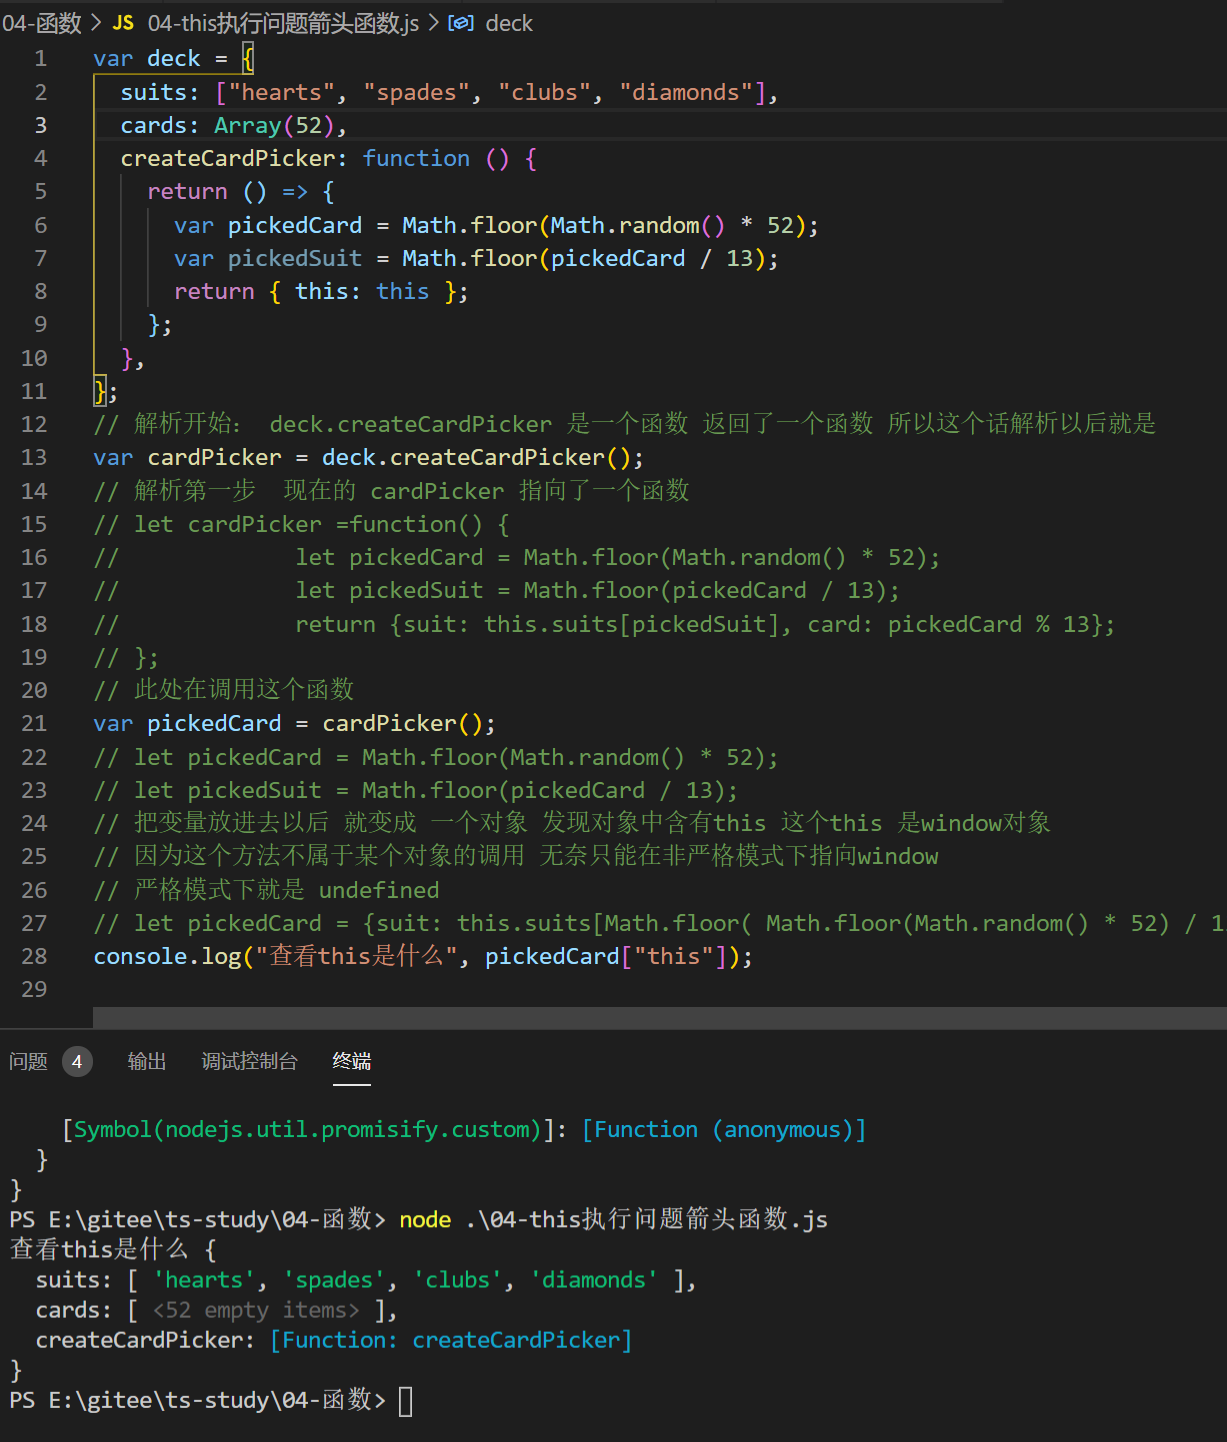 04-函数 > JS 04-this执行问题箭头函数.js > deck
1 var deck = {
2 suits: ["hearts", "spades", "clubs", "diamonds"],
3 cards: Array(52),
4 createCardPicker: function () {
5 return () => {
6 var pickedCard = Math.floor(Math.random() * 52);
7 var pickedSuit = Math.floor(pickedCard / 13);
8 return { this: this };
9 };
10 },
11 };
12 // 解析开始: deck.createCardPicker 是一个函数 返回了一个函数 所以这个话解析以后就是
13 var cardPicker = deck.createCardPicker();
14 // 解析第一步 现在的 cardPicker 指向了一个函数
15 // let cardPicker =function() {
16 // let pickedCard = Math.floor(Math.random() * 52);
17 // let pickedSuit = Math.floor(pickedCard / 13);
18 // return {suit: this.suits[pickedSuit], card: pickedCard % 13};
19 // };
20 // 此处在调用这个函数
21 var pickedCard = cardPicker();
22 // let pickedCard = Math.floor(Math.random() * 52);
23 // let pickedSuit = Math.floor(pickedCard / 13);
24 // 把变量放进去以后 就变成 一个对象 发现对象中含有this 这个this 是window对象
25 // 因为这个方法不属于某个对象的调用 无奈只能在非严格模式下指向window
26 // 严格模式下就是 undefined
27 // let pickedCard = {suit: this.suits[Math.floor( Math.floor(Math.random() * 52) / 1
28 console.log("查看this是什么", pickedCard["this"]);
29
问题 4 输出 调试控制台 终端
[Symbol(nodejs.util.promisify.custom)]: [Function (anonymous)]
}
}
PS E:\gitee\ts-study\04-函数> node .\04-this执行问题箭头函数.js
查看this是什么 {
suits: [ 'hearts', 'spades', 'clubs', 'diamonds' ],
cards: [ <52 empty items> ],
createCardPicker: [Function: createCardPicker]
}
PS E:\gitee\ts-study\04-函数>